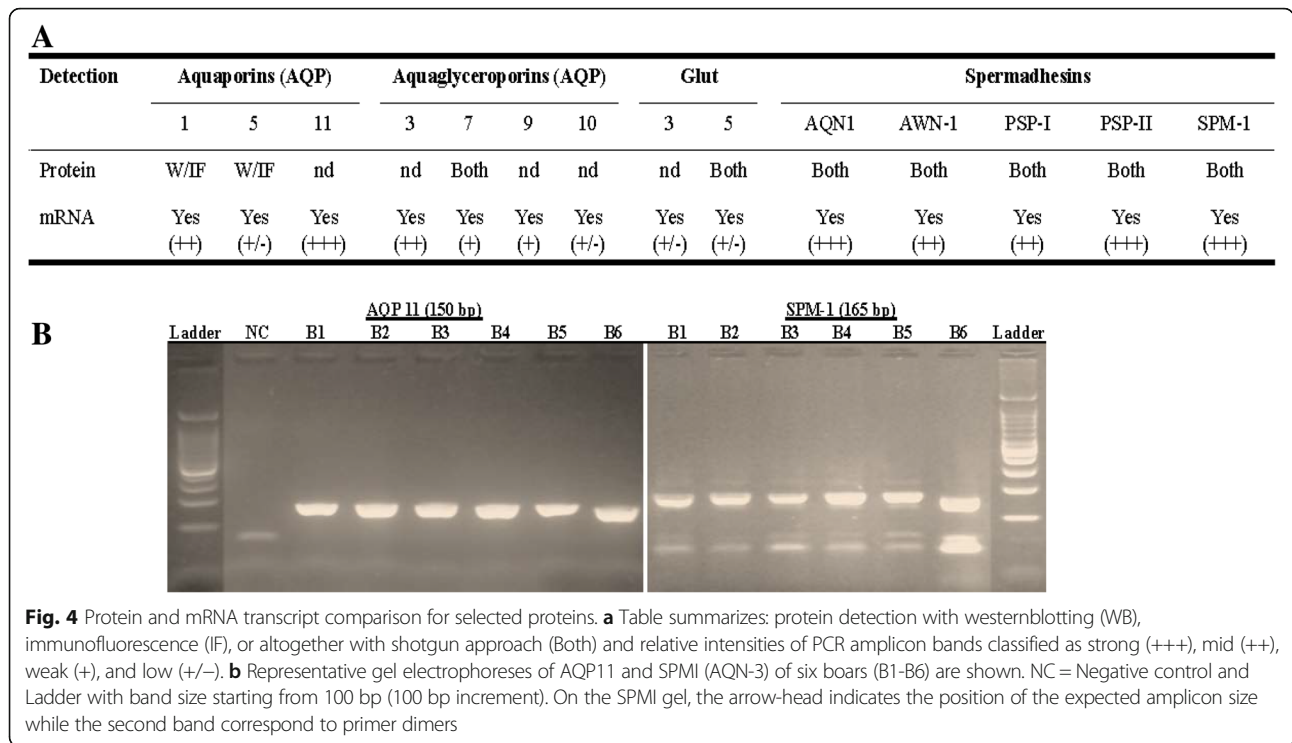 A
Detection Aquaporins (AQP) Aquaglyceroporins (AQP) Glut Spermadhesins
1 5 11 3 7 9 10 3 5 AQN1 AWN-1 PSP-I PSP-II SPM-1
Protein W/IF W/IF nd nd Both nd nd nd Both Both Both Both Both Both
mRNA Yes Yes Yes Yes Yes Yes Yes Yes Yes Yes Yes Yes Yes Yes
(++) (+/-) (+++) (++) (+) (+) (+/-) (+/-) (+/-) (+++) (++) (++) (+++) (+++)
B
AQP 11 (150 bp) SPM-1 (165 bp)
Ladder NC B1 B2 B3 B4 B5 B6 B1 B2 B3 B4 B5 B6 Ladder
Fig. 4 Protein and mRNA transcript comparison for selected proteins. a Table summarizes: protein detection with westernblotting (WB),
immunofluorescence (IF), or altogether with shotgun approach (Both) and relative intensities of PCR amplicon bands classified as strong (+++), mid (++),
weak (+), and low (+/−). b Representative gel electrophoreses of AQP11 and SPMI (AQN-3) of six boars (B1-B6) are shown. NC = Negative control and
Ladder with band size starting from 100 bp (100 bp increment). On the SPMI gel, the arrow-head indicates the position of the expected amplicon size
while the second band correspond to primer dimers